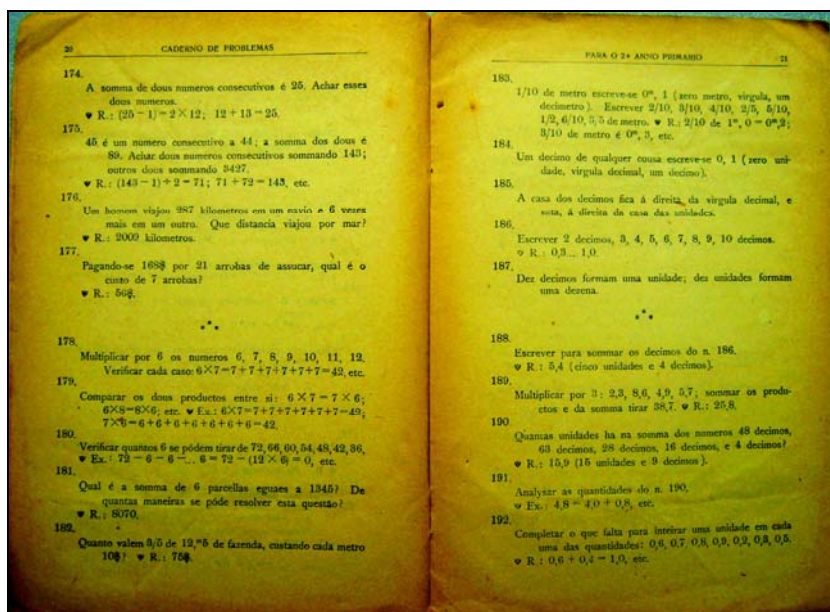 20
CADERNO DE PROBLEMAS
174.
A somma de dous numeros consecutivos é 25. Achar esses
dous numeros.
♥ R.: (25 − 1) = 2 × 12; 12 + 13 = 25.
175.
45 é um numero consecutivo a 44; a somma dos dous é
89. Achar dous numeros consecutivos sommando 143;
outros dous sommando 3427.
♥ R.: (143 − 1) ÷ 2 = 71; 71 + 72 = 143, etc.
176.
Um homem viajou 287 kilometros em um navio e 6 vezes
mais em um outro. Que distancia viajou por mar?
♥ R.: 2009 kilometros.
177.
Pagando-se 168$ por 21 arrobas de assucar, qual é o
custo de 7 arrobas?
♥ R.: 56$.
178.
Multiplicar por 6 os numeros 6, 7, 8, 9, 10, 11, 12.
Verificar cada caso: 6×7=7+7+7+7+7+7=42, etc.
179.
Comparar os dous productos entre si: 6 × 7 = 7 × 6;
6×8=8×6; etc. ♥ Ex.: 6×7=7+7+7+7+7+7=42;
7×6=6+6+6+6+6+6+6=42.
180.
Verificar quantos 6 se pódem tirar de 72, 66, 60, 54, 48, 42, 36.
♥ Ex.: 72 − 6 − 6 − ... 6 = 72 − (12 × 6) = 0, etc.
181.
Qual é a somma de 6 parcellas eguaes a 1345? De
quantas maneiras se póde resolver esta questão?
♥ R.: 8070.
182.
Quanto valem 3/5 de 12,ᵐ5 de fazenda, custando cada metro
10$? ♥ R.: 75$.
PARA O 2º ANNO PRIMARIO
21
183.
1/10 de metro escreve-se 0ᵐ, 1 (zero metro, virgula, um
decimetro). Escrever 2/10, 3/10, 4/10, 2/5, 5/10,
1/2, 6/10, 3/5 de metro. ♥ R.: 2/10 de 1ᵐ, 0 = 0ᵐ,2;
3/10 de metro é 0ᵐ, 3, etc.
184.
Um decimo de qualquer cousa escreve-se 0, 1 (zero uni-
dade, virgula decimal, um decimo).
185.
A casa dos decimos fica á direita da virgula decimal, e
esta, á direita da casa das unidades.
186.
Escrever 2 decimos, 3, 4, 5, 6, 7, 8, 9, 10 decimos.
♥ R.: 0,3... 1,0.
187.
Dez decimos formam uma unidade; dez unidades formam
uma dezena.
188.
Escrever para sommar os decimos do n. 186.
♥ R.: 5,4 (cinco unidades e 4 decimos).
189.
Multiplicar por 3: 2,3, 8,6, 4,9, 5,7; sommar os produ-
ctos e da somma tirar 38,7. ♥ R.: 25,8.
190.
Quantas unidades ha na somma dos numeros 48 decimos,
63 decimos, 28 decimos, 16 decimos, e 4 decimos?
♥ R.: 15,9 (15 unidades e 9 decimos).
191.
Analysar as quantidades do n. 190.
♥ Ex.: 4,8 = 4,0 + 0,8, etc.
192.
Completar o que falta para inteirar uma unidade em cada
uma das quantidades: 0,6, 0,7, 0,8, 0,9, 0,2, 0,3, 0,5.
♥ R.: 0,6 + 0,4 = 1,0, etc.